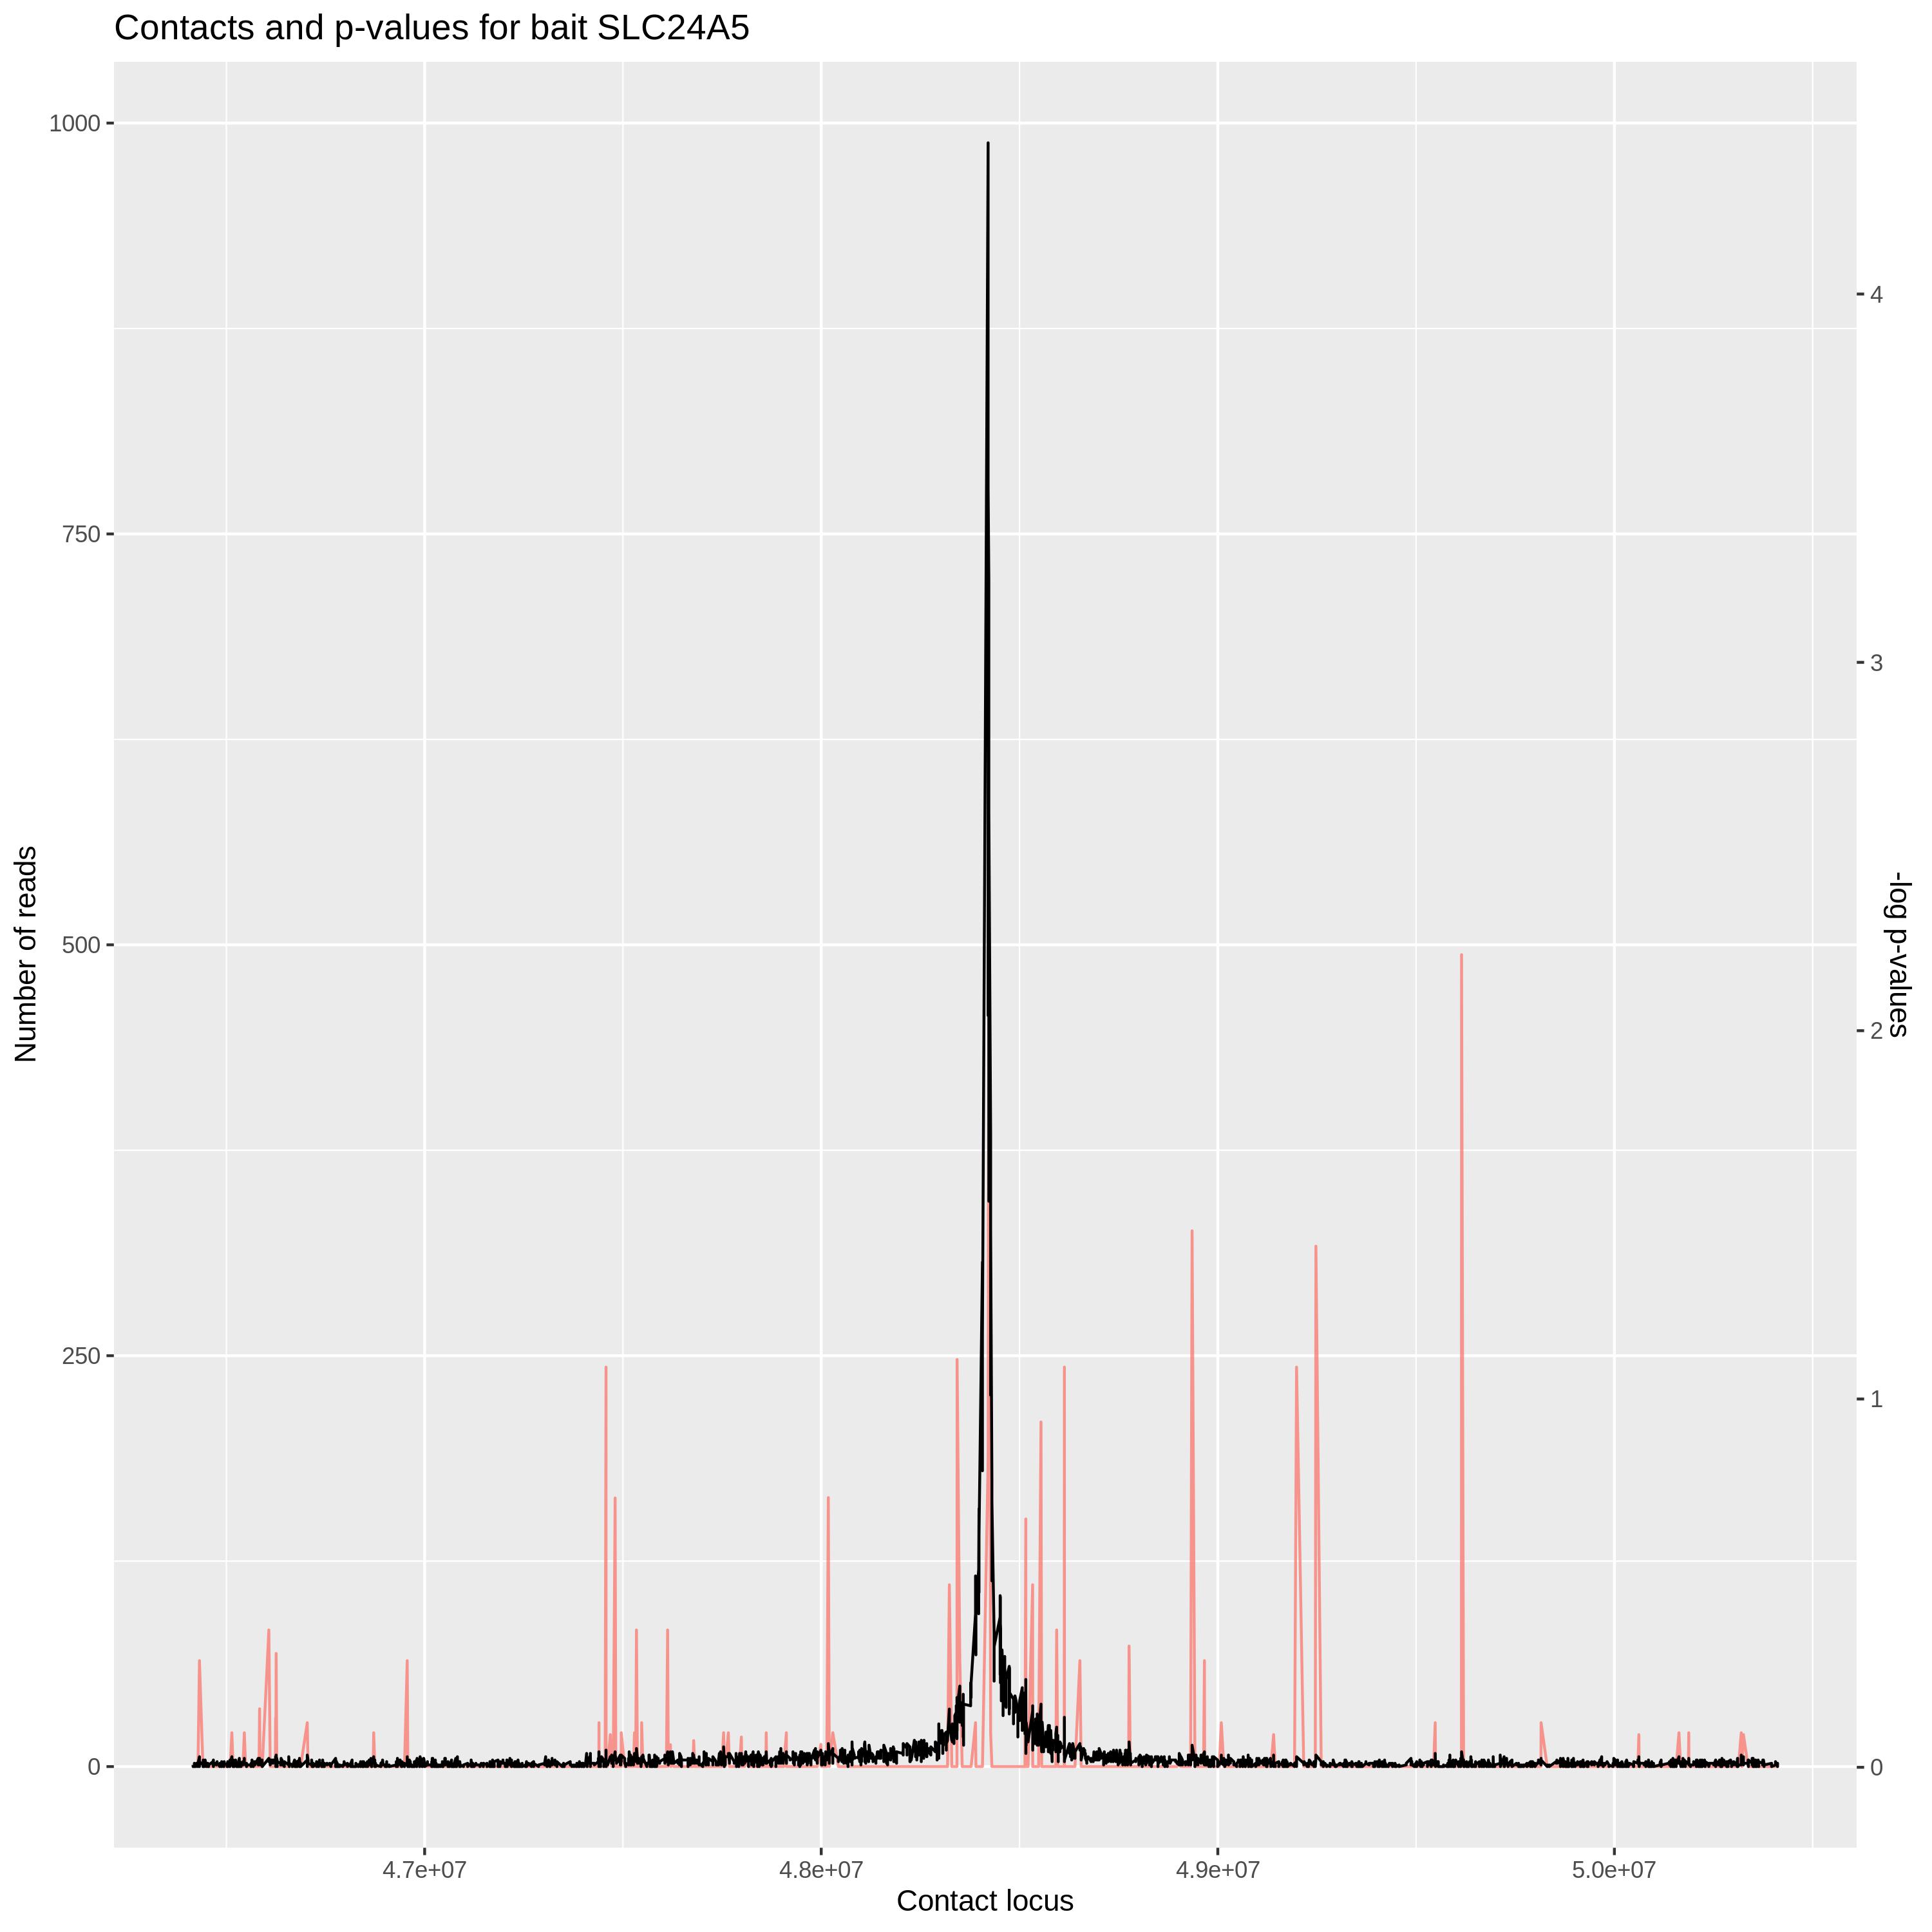 Contacts and p-values for bait SLC24A5
1000
750
500
250
0
Number of reads
4
3
2
1
0
-log p-values
4.7e+07
4.8e+07
4.9e+07
5.0e+07
Contact locus